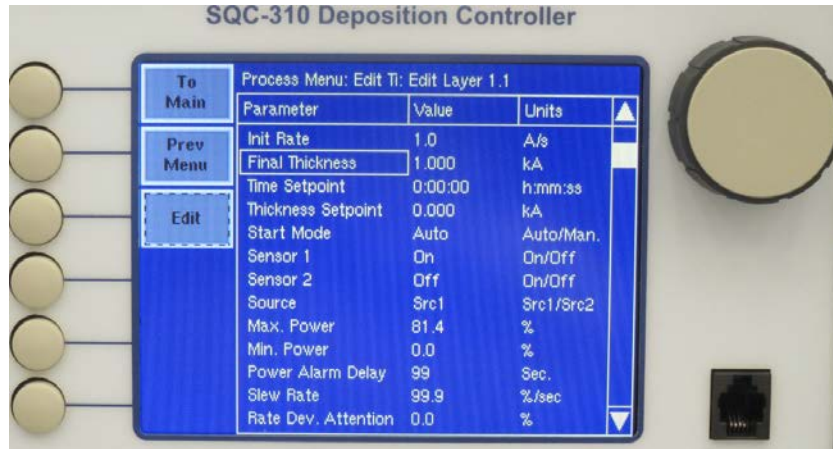 SQC-310 Deposition Controller
To
Main
Prev
Menu
Edit
Process Menu: Edit Ti: Edit Layer 1.1
Parameter Value Units
Init Rate 1.0 A/s
Final Thickness 1.000 kA
Time Setpoint 0:00:00 h:mm:ss
Thickness Setpoint 0.000 kA
Start Mode Auto Auto/Man.
Sensor 1 On On/Off
Sensor 2 Off On/Off
Source Src1 Src1/Src2
Max. Power 81.4 %
Min. Power 0.0 %
Power Alarm Delay 99 Sec.
Slew Rate 99.9 %/sec
Rate Dev. Attention 0.0 %